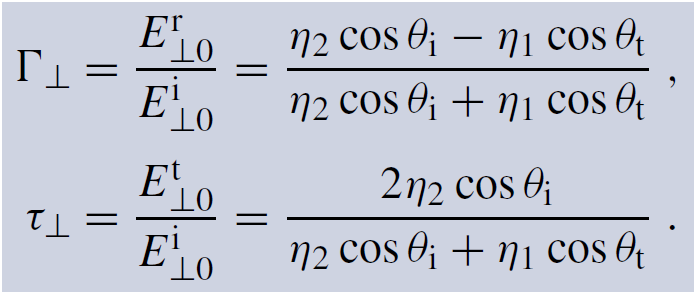 Γ⊥ = E^r_⊥0 / E^i_⊥0 = (η₂ cos θᵢ − η₁ cos θₜ) / (η₂ cos θᵢ + η₁ cos θₜ) ,
τ⊥ = E^t_⊥0 / E^i_⊥0 = 2η₂ cos θᵢ / (η₂ cos θᵢ + η₁ cos θₜ) .